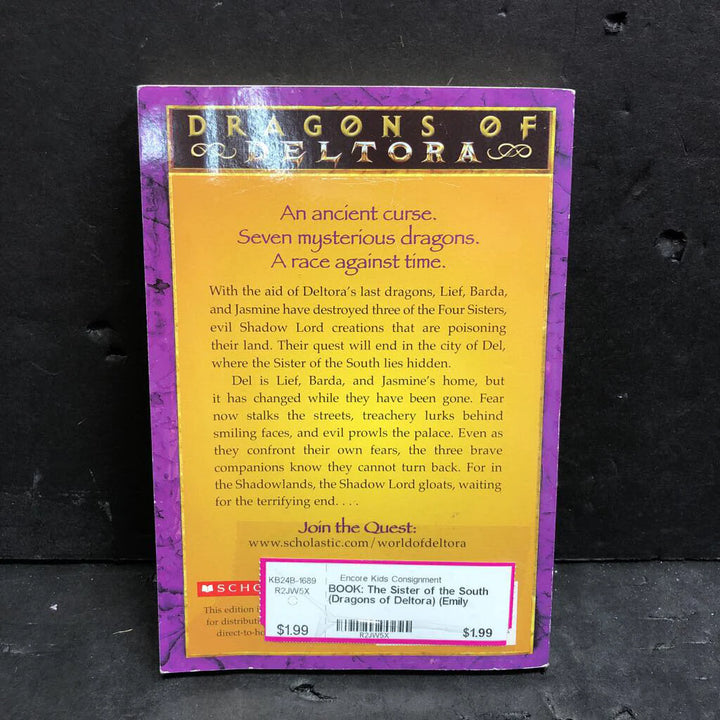 DRAGONS OF
DELTORA
An ancient curse.
Seven mysterious dragons.
A race against time.
With the aid of Deltora's last dragons, Lief, Barda,
and Jasmine have destroyed three of the Four Sisters,
evil Shadow Lord creations that are poisoning
their land. Their quest will end in the city of Del,
where the Sister of the South lies hidden.
Del is Lief, Barda, and Jasmine's home, but
it has changed while they have been gone. Fear
now stalks the streets, treachery lurks behind
smiling faces, and evil prowls the palace. Even as
they confront their own fears, the three brave
companions know they cannot turn back. For in
the Shadowlands, the Shadow Lord gloats, waiting
for the terrifying end. . . .
Join the Quest:
www.scholastic.com/worldofdeltora
SCHO
This edition i
for distributi
direct-to-ho
KB24B-1689
R2JW5X
$1.99
Encore Kids Consignment
BOOK: The Sister of the South
(Dragons of Deltora) (Emily
R2JW5X
$1.99